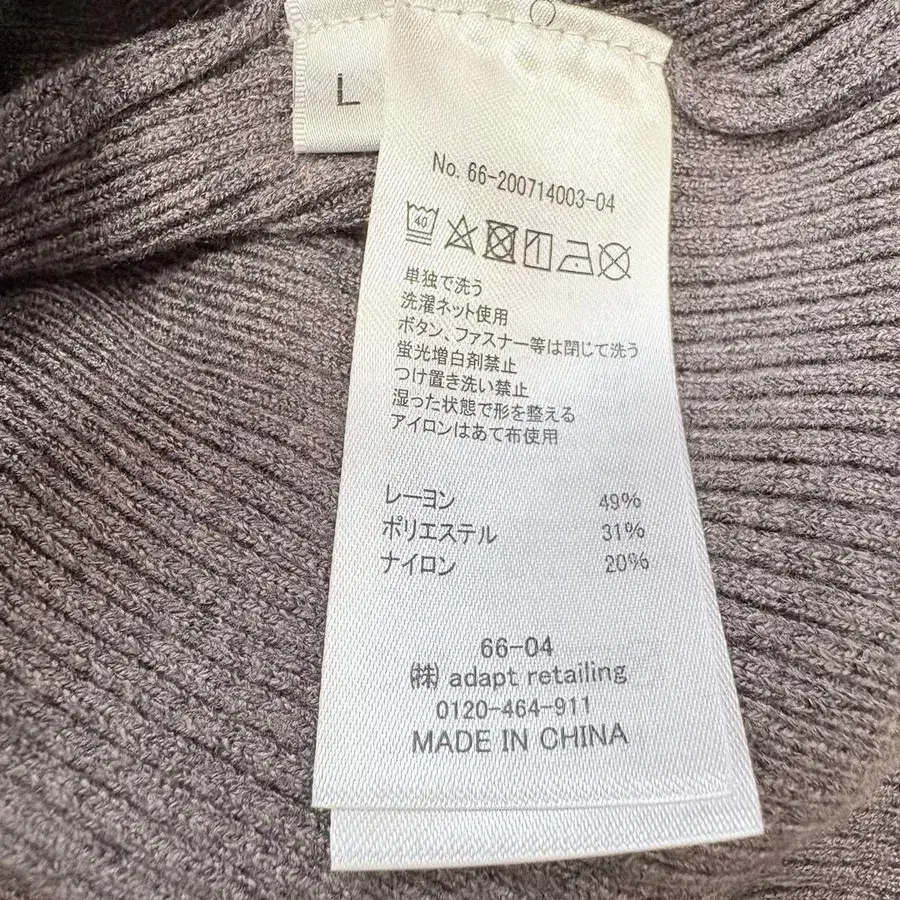 L
No. 66-200714003-04
40
単独で洗う
洗濯ネット使用
ボタン、ファスナー等は閉じて洗う
蛍光増白剤禁止
つけ置き洗い禁止
湿った状態で形を整える
アイロンはあて布使用
レーヨン 49%
ポリエステル 31%
ナイロン 20%
66-04
㈱ adapt retailing
0120-464-911
MADE IN CHINA